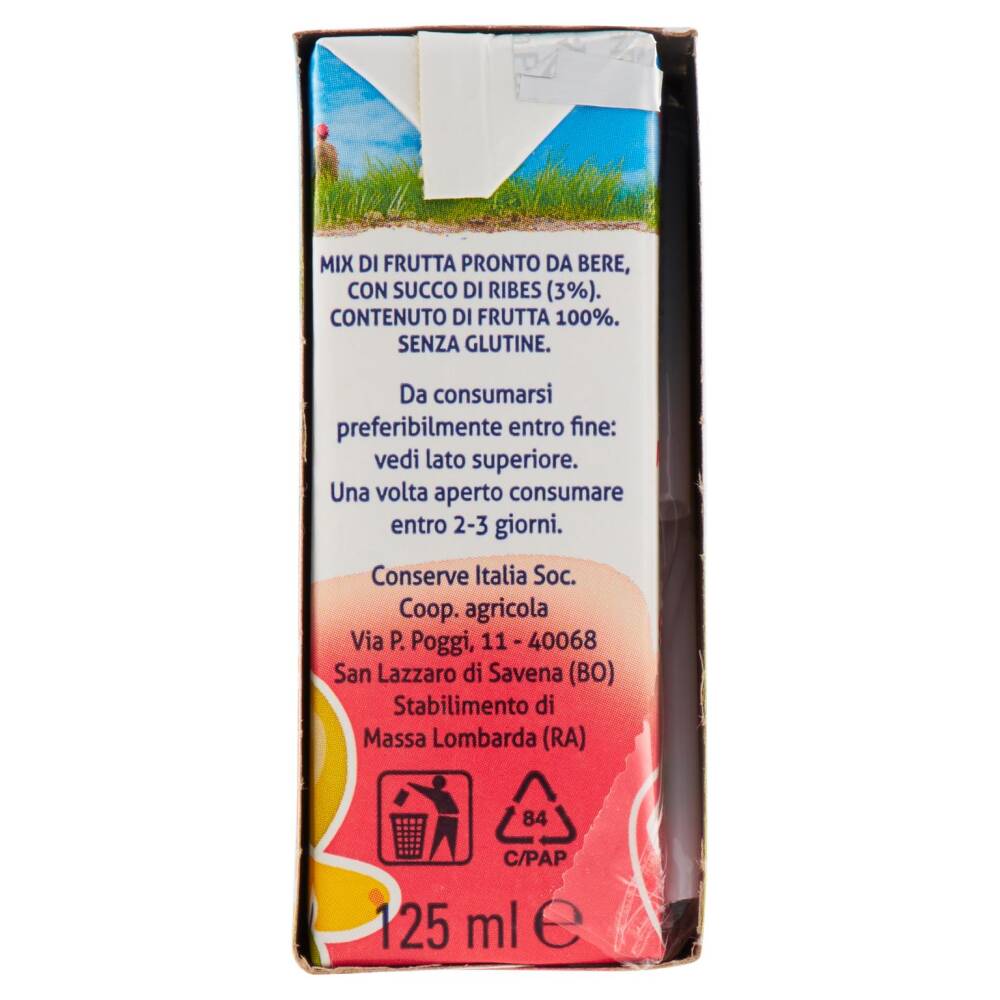 MIX DI FRUTTA PRONTO DA BERE,
CON SUCCO DI RIBES (3%).
CONTENUTO DI FRUTTA 100%.
SENZA GLUTINE.
Da consumarsi
preferibilmente entro fine:
vedi lato superiore.
Una volta aperto consumare
entro 2-3 giorni.
Conserve Italia Soc.
Coop. agricola
Via P. Poggi, 11 - 40068
San Lazzaro di Savena (BO)
Stabilimento di
Massa Lombarda (RA)
84
C/PAP
125 ml e